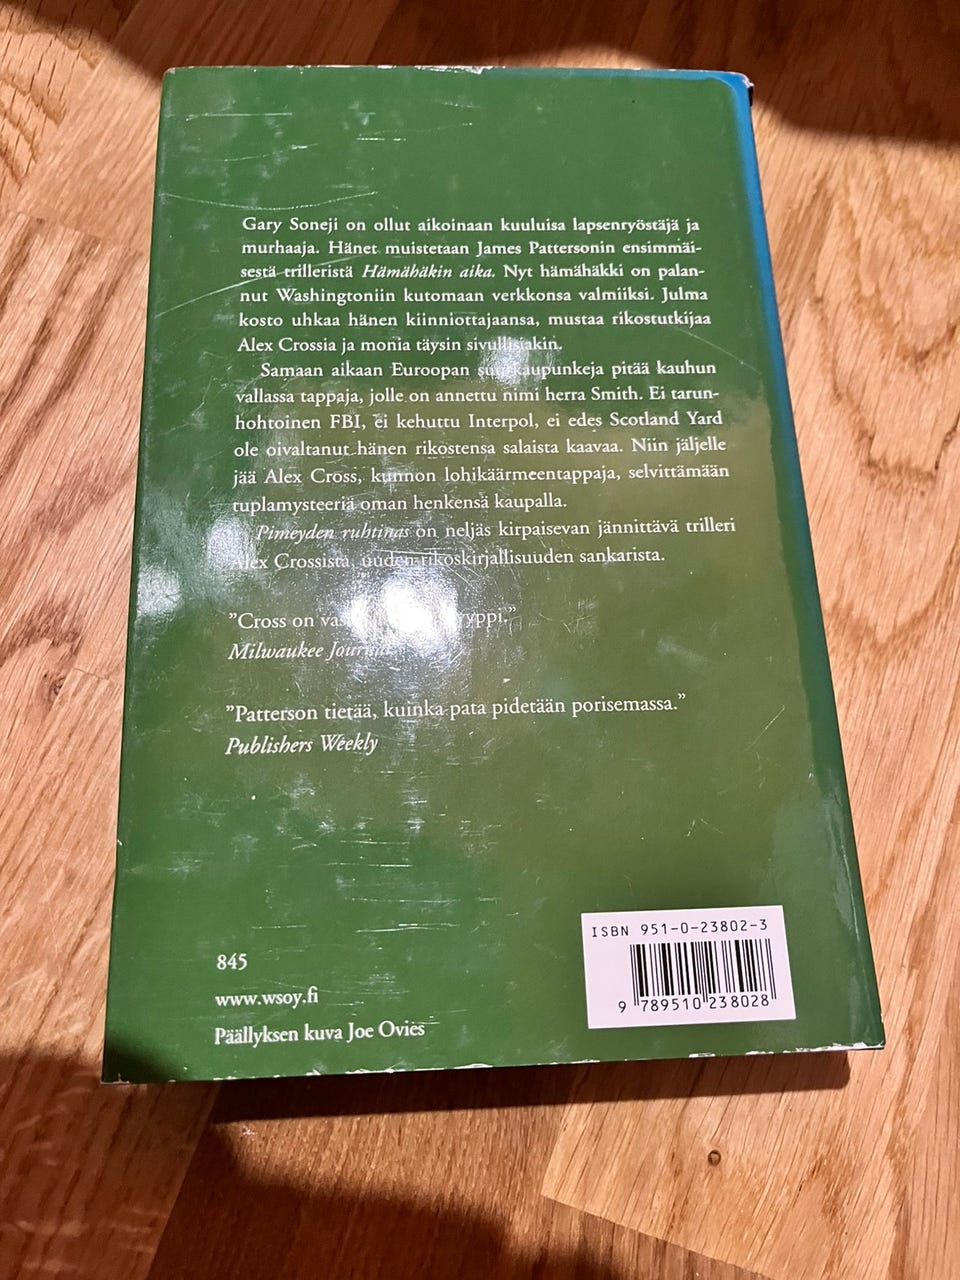 Gary Soneji on ollut aikoinaan kuuluisa lapsenryöstäjä ja
murhaaja. Hänet muistetaan James Pattersonin ensimmäi-
sestä trilleristä Hämähäkin aika. Nyt hämähäkki on palan-
nut Washingtoniin kutomaan verkkonsa valmiiksi. Julma
kosto uhkaa hänen kiinniottajaansa, mustaa rikostutkijaa
Alex Crossia ja monia täysin sivullisiakin.
Samaan aikaan Euroopan suurkaupunkeja pitää kauhun
vallassa tappaja, jolle on annettu nimi herra Smith. Ei tarun-
hohtoinen FBI, ei kehuttu Interpol, ei edes Scotland Yard
ole oivaltanut hänen rikostensa salaista kaavaa. Niin jäljelle
jää Alex Cross, kunnon lohikäärmeentappaja, selvittämään
tuplamysteeriä oman henkensä kaupalla.
Pimeyden ruhtinas on neljäs kirpaisevan jännittävä trilleri
Alex Crossista, uuden rikoskirjallisuuden sankarista.
"Cross on
Milwaukee Journal
"Patterson tietää, kuinka pata pidetään porisemassa."
Publishers Weekly
845
www.wsoy.fi
Päällyksen kuva Joe Ovies
ISBN 951-0-23802-3
9 789510 238028